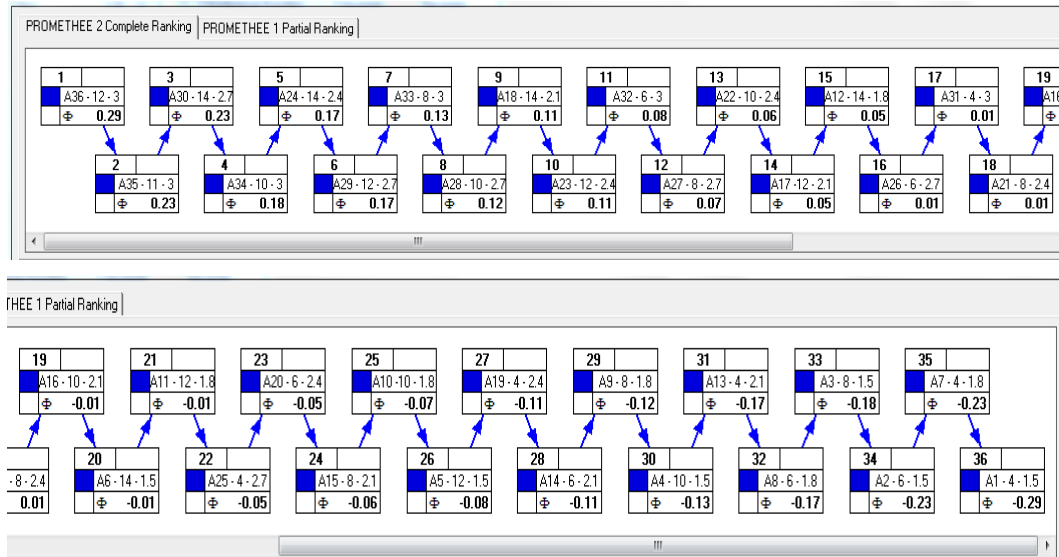 PROMETHEE 2 Complete Ranking PROMETHEE 1 Partial Ranking
1 3 5 7 9 11 13 15 17 19
A36 - 12 - 3 A30 - 14 - 2.7 A24 - 14 - 2.4 A33 - 8 - 3 A18 - 14 - 2.1 A32 - 6 - 3 A22 - 10 - 2.4 A12 - 14 - 1.8 A31 - 4 - 3 A16
Φ 0.29 Φ 0.23 Φ 0.17 Φ 0.13 Φ 0.11 Φ 0.08 Φ 0.06 Φ 0.05 Φ 0.01 Φ
2 4 6 8 10 12 14 16 18
A35 - 11 - 3 A34 - 10 - 3 A29 - 12 - 2.7 A28 - 10 - 2.7 A23 - 12 - 2.4 A27 - 8 - 2.7 A17 - 12 - 2.1 A26 - 6 - 2.7 A21 - 8 - 2.4
Φ 0.23 Φ 0.18 Φ 0.17 Φ 0.12 Φ 0.11 Φ 0.07 Φ 0.05 Φ 0.01 Φ 0.01
THEE 1 Partial Ranking
19 21 23 25 27 29 31 33 35
A16 - 10 - 2.1 A11 - 12 - 1.8 A20 - 6 - 2.4 A10 -10 - 1.8 A19 - 4 - 2.4 A9 - 8 - 1.8 A13 - 4 - 2.1 A3 - 8 - 1.5 A7 - 4 - 1.8
Φ -0.01 Φ -0.01 Φ -0.05 Φ -0.07 Φ -0.11 Φ -0.12 Φ -0.17 Φ -0.18 Φ -0.23
20 22 24 26 28 30 32 34 36
- 8 - 2.4 A6 - 14 - 1.5 A25 - 4 - 2.7 A15 - 8 - 2.1 A5 - 12 - 1.5 A14 - 6 - 2.1 A4 - 10 - 1.5 A8 - 6 - 1.8 A2 - 6 - 1.5 A1 - 4 - 1.5
0.01 Φ -0.01 Φ -0.05 Φ -0.06 Φ -0.08 Φ -0.11 Φ -0.13 Φ -0.17 Φ -0.23 Φ -0.29